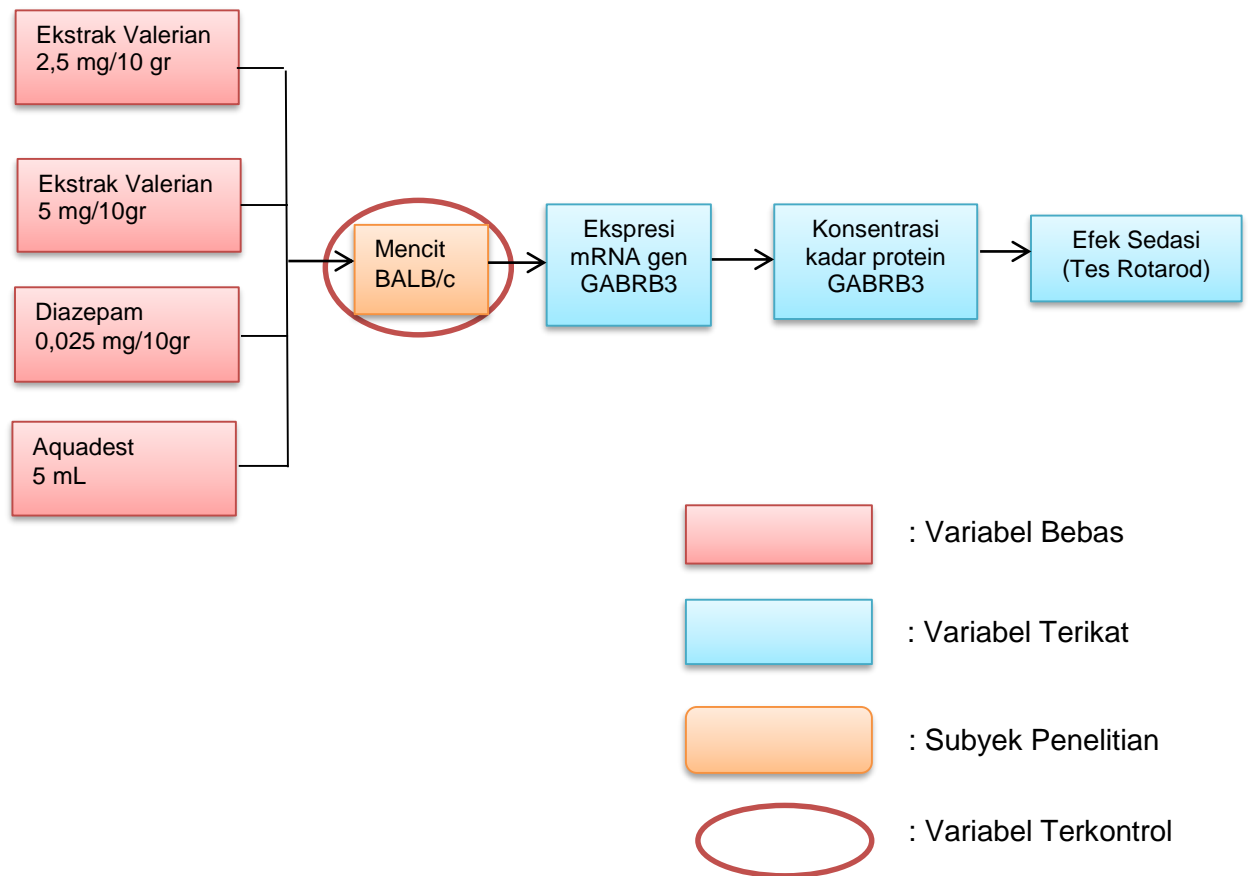 Ekstrak Valerian
2,5 mg/10 gr
Ekstrak Valerian
5 mg/10gr
Diazepam
0,025 mg/10gr
Aquadest
5 mL
Mencit
BALB/c
Ekspresi
mRNA gen
GABRB3
Konsentrasi
kadar protein
GABRB3
Efek Sedasi
(Tes Rotarod)
: Variabel Bebas
: Variabel Terikat
: Subyek Penelitian
: Variabel Terkontrol